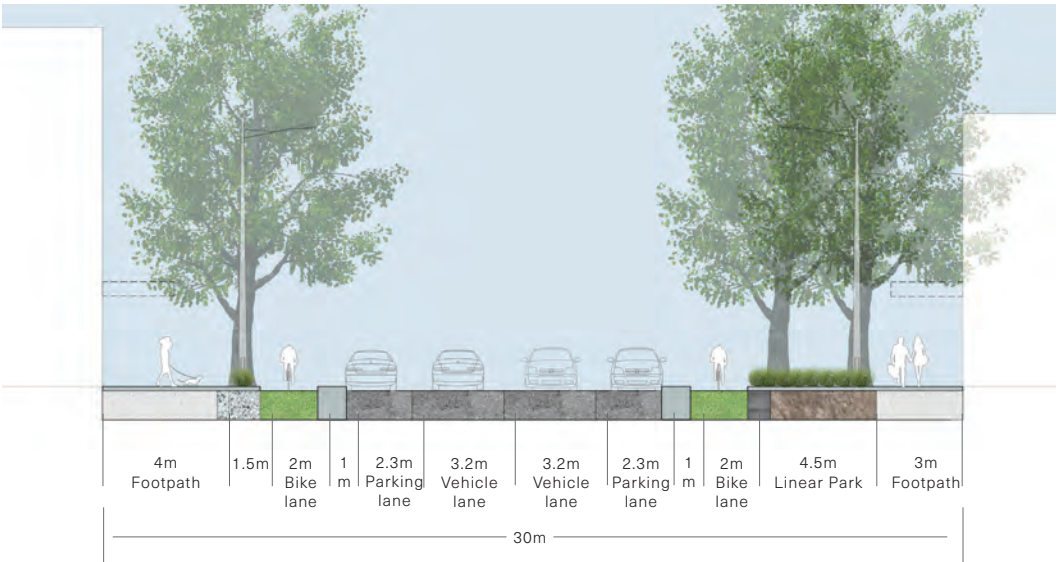 4m
Footpath
1.5m
2m
Bike
lane
1
m
2.3m
Parking
lane
3.2m
Vehicle
lane
3.2m
Vehicle
lane
2.3m
Parking
lane
1
m
2m
Bike
lane
4.5m
Linear Park
3m
Footpath
30m